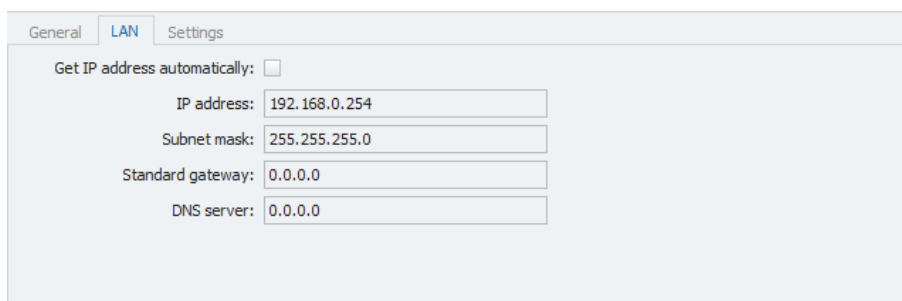 General LAN Settings
Get IP address automatically:
IP address: 192.168.0.254
Subnet mask: 255.255.255.0
Standard gateway: 0.0.0.0
DNS server: 0.0.0.0